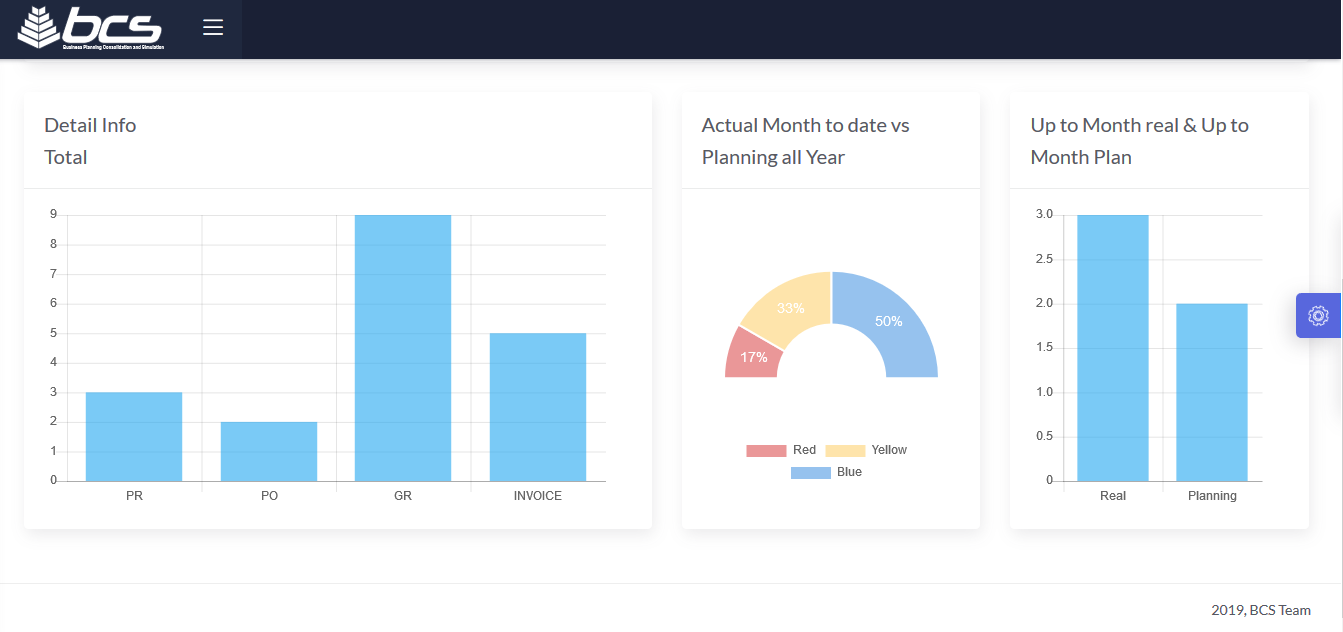 bcs
Business Planning Consolidation and Simulation
Detail Info
Total
9
8
7
6
5
4
3
2
1
0
PR PO GR INVOICE
Actual Month to date vs
Planning all Year
33%
50%
17%
Red Yellow
Blue
Up to Month real & Up to
Month Plan
3.0
2.5
2.0
1.5
1.0
0.5
0
Real Planning
2019, BCS Team